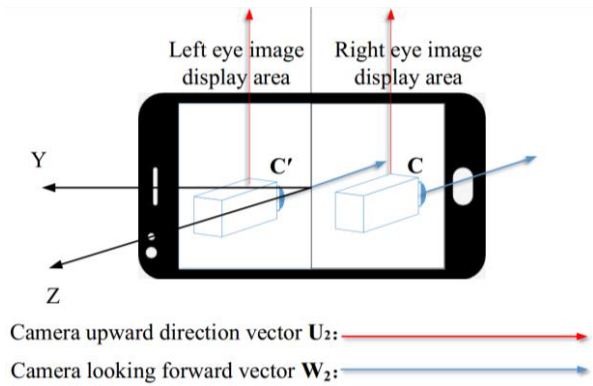 Left eye image
display area
Right eye image
display area
Y
C′
C
Z
Camera upward direction vector U₂:
Camera looking forward vector W₂: